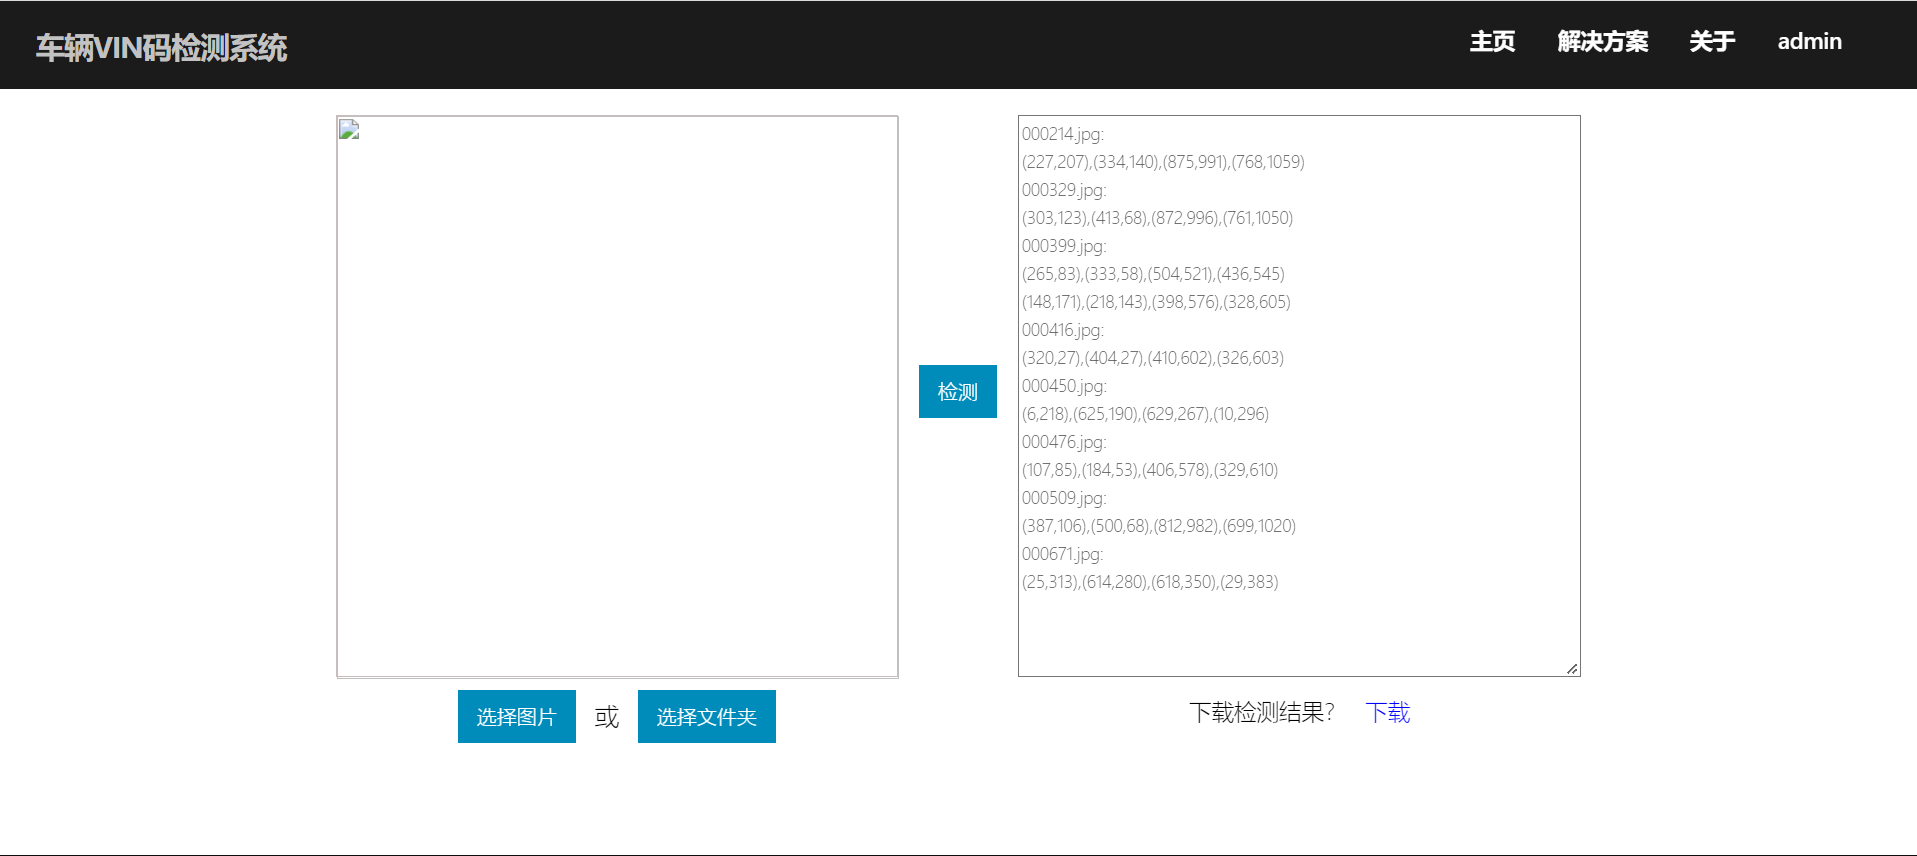 车辆VIN码检测系统
主页 解决方案 关于 admin
000214.jpg:
(227,207),(334,140),(875,991),(768,1059)
000329.jpg:
(303,123),(413,68),(872,996),(761,1050)
000399.jpg:
(265,83),(333,58),(504,521),(436,545)
(148,171),(218,143),(398,576),(328,605)
000416.jpg:
(320,27),(404,27),(410,602),(326,603)
000450.jpg:
(6,218),(625,190),(629,267),(10,296)
000476.jpg:
(107,85),(184,53),(406,578),(329,610)
000509.jpg:
(387,106),(500,68),(812,982),(699,1020)
000671.jpg:
(25,313),(614,280),(618,350),(29,383)
检测
选择图片 或 选择文件夹
下载检测结果? 下载